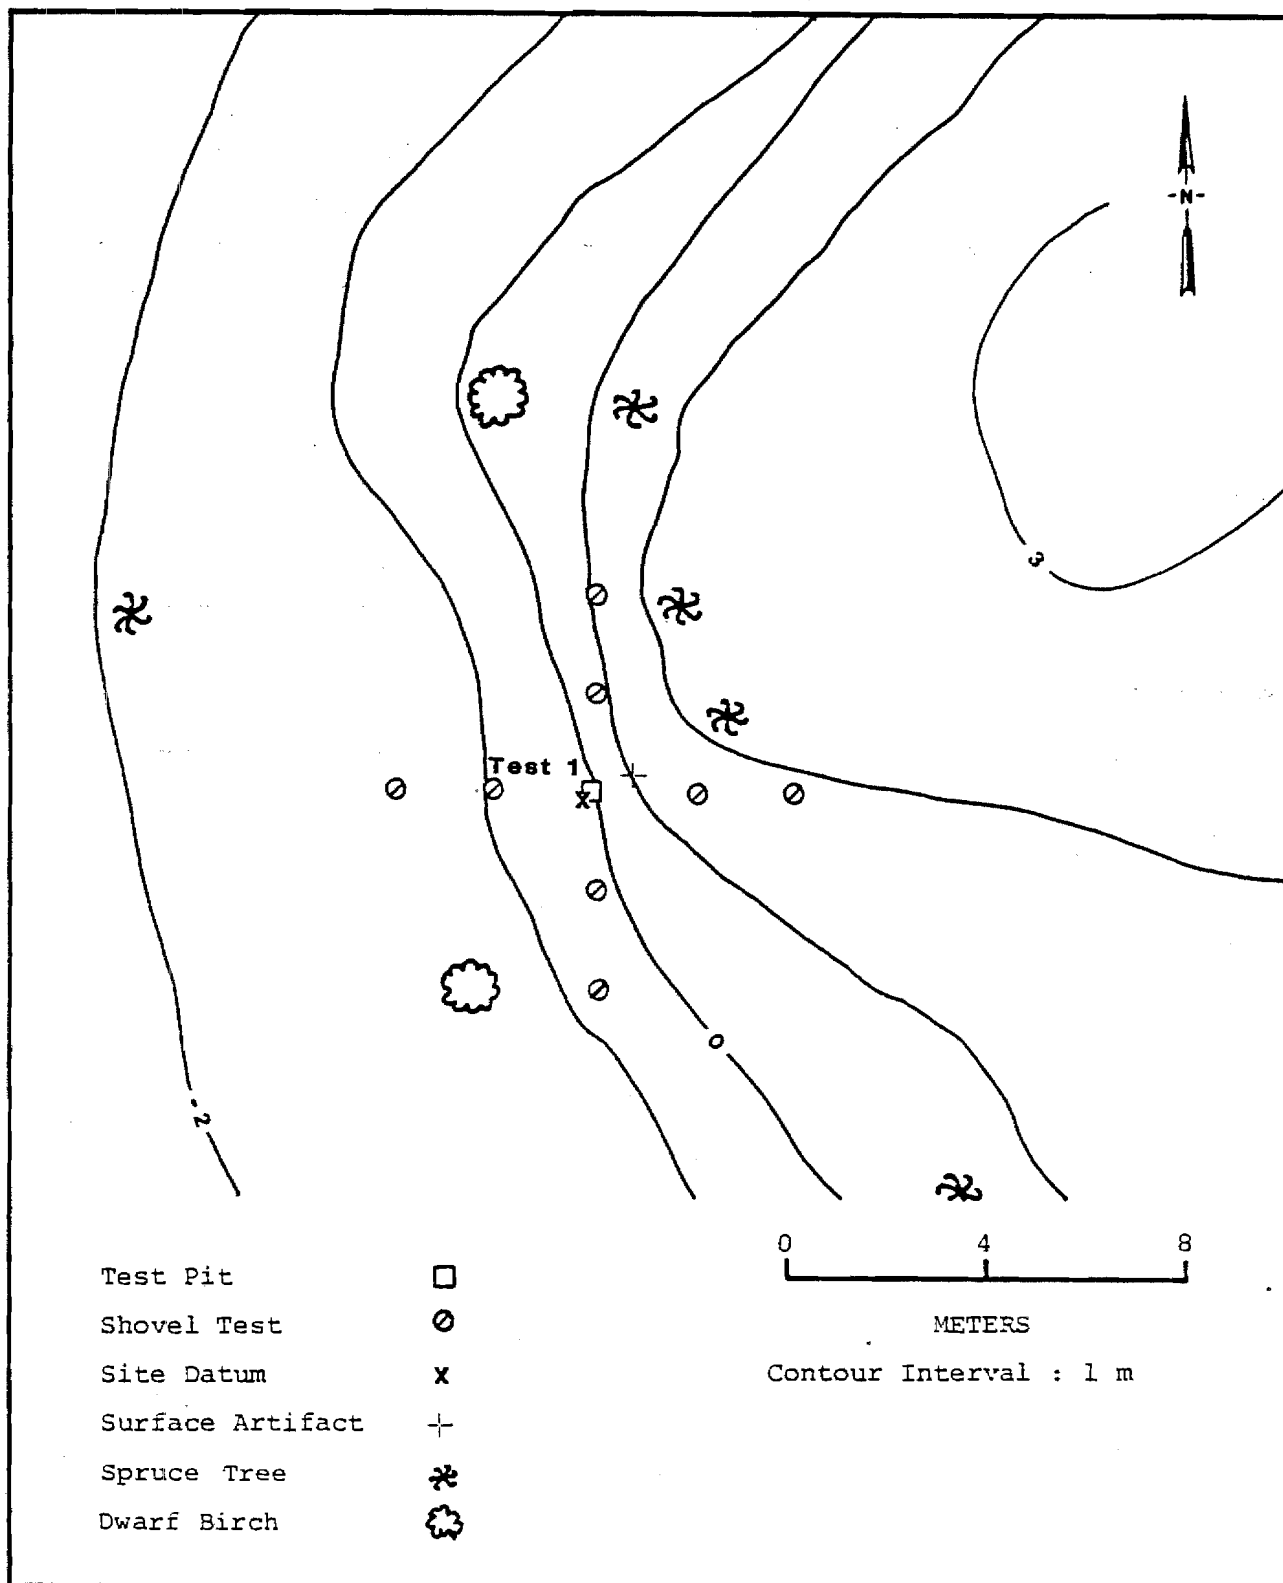 -N-
3
Test 1
0
-2
0 4 8
METERS
Contour Interval : 1 m
Test Pit
Shovel Test
Site Datum
Surface Artifact
Spruce Tree
Dwarf Birch